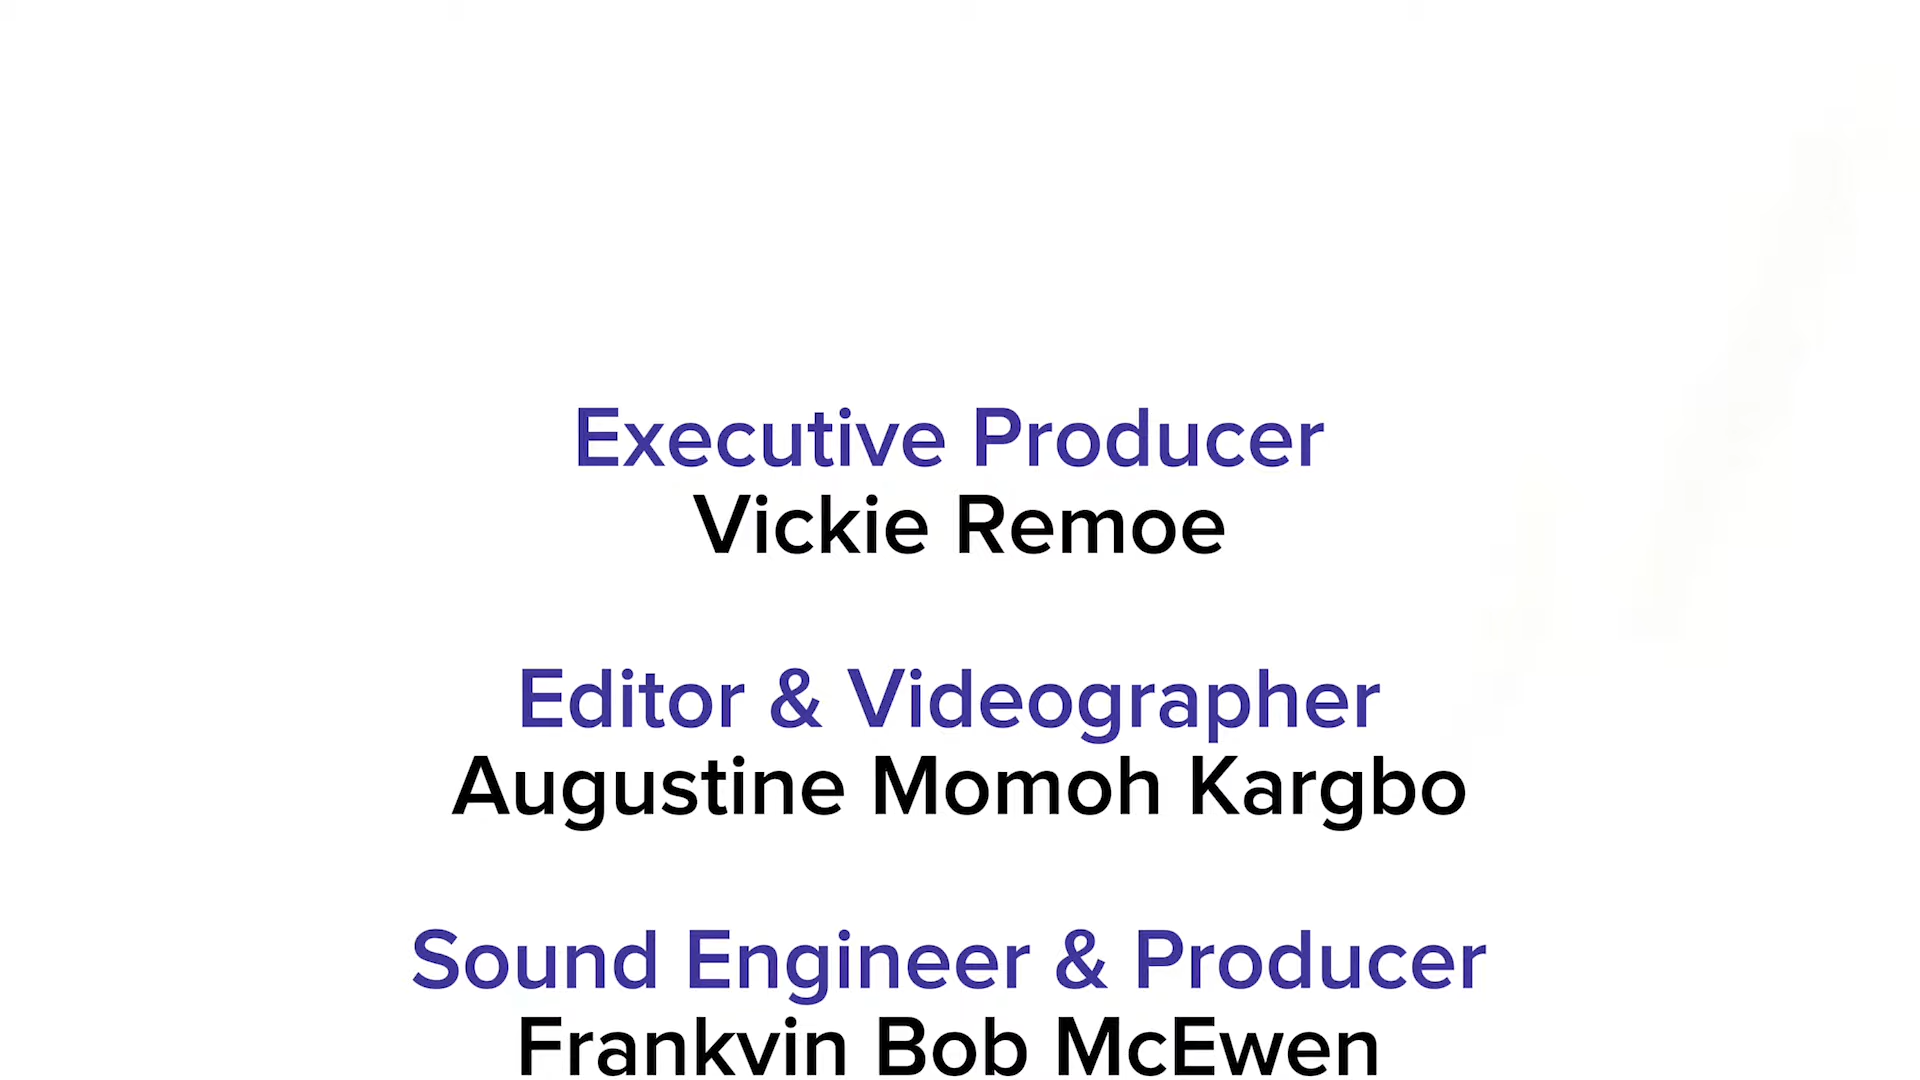 Executive Producer
Vickie Remoe
Editor & Videographer
Augustine Momoh Kargbo
Sound Engineer & Producer
Frankvin Bob McEwen